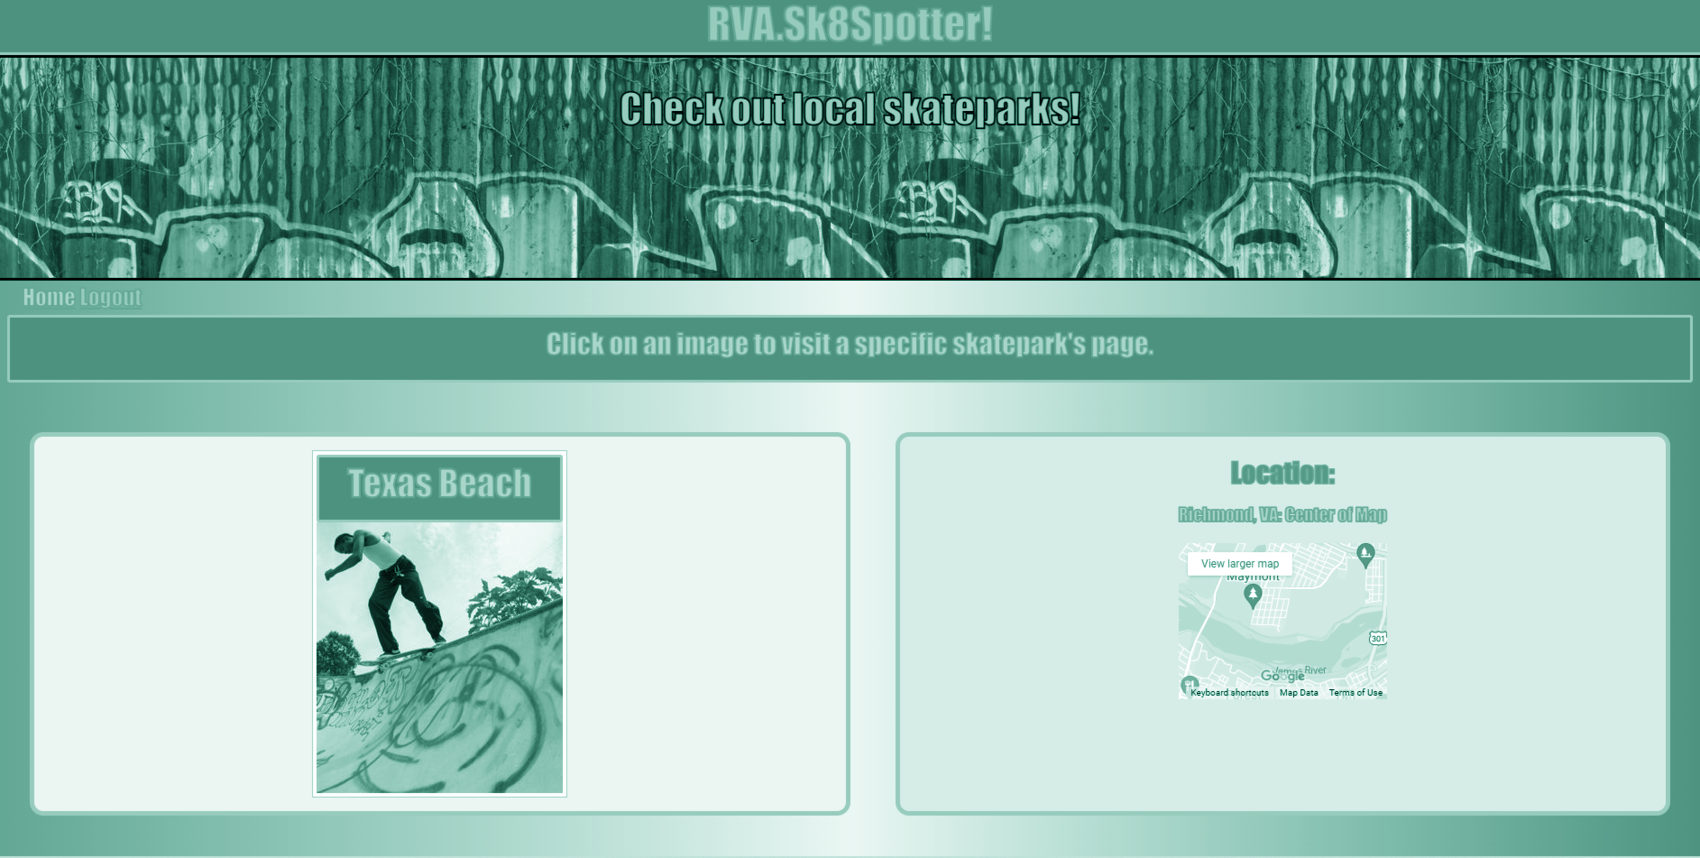 RVA.Sk8Spotter!
Check out local skateparks!
Home Logout
Click on an image to visit a specific skatepark's page.
Texas Beach
Location:
Richmond, VA: Center of Map
View larger map
Maymont
301
James River
Google
Keyboard shortcuts Map Data Terms of Use